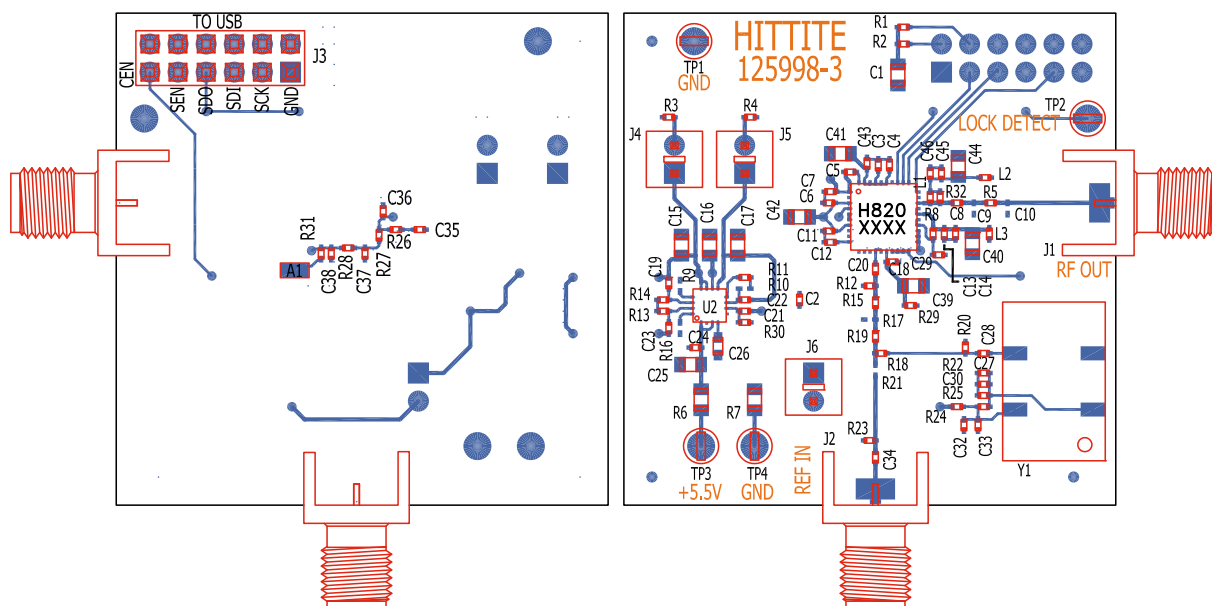 TO USB
J3
CEN
SEN
SDO
SDI
SCK
GND
C36
R31
R26
C35
A1
C38
R28
C37
R27
HITTITE
125998-3
TP1
GND
R1
R2
C1
TP2
LOCK DETECT
R3
R4
J4
J5
C41
C43
C3
C4
C46
C45
C44
C5
C7
C6
L1
L2
R32
R5
C15
C16
C17
C42
H820
XXXX
R8
C8
C9
C10
L3
C11
C12
C40
J1
RF OUT
C19
R9
R11
R10
C20
C18
C29
C13
C14
R14
R13
U2
C22
C21
R30
C2
R12
R15
C39
R29
C23
R16
C24
C26
R17
R19
R20
C28
C25
J6
R18
R21
R22
C27
C30
R25
R24
R6
R7
R23
J2
C34
C32
C33
Y1
TP3
+5.5V
TP4
GND
REF IN